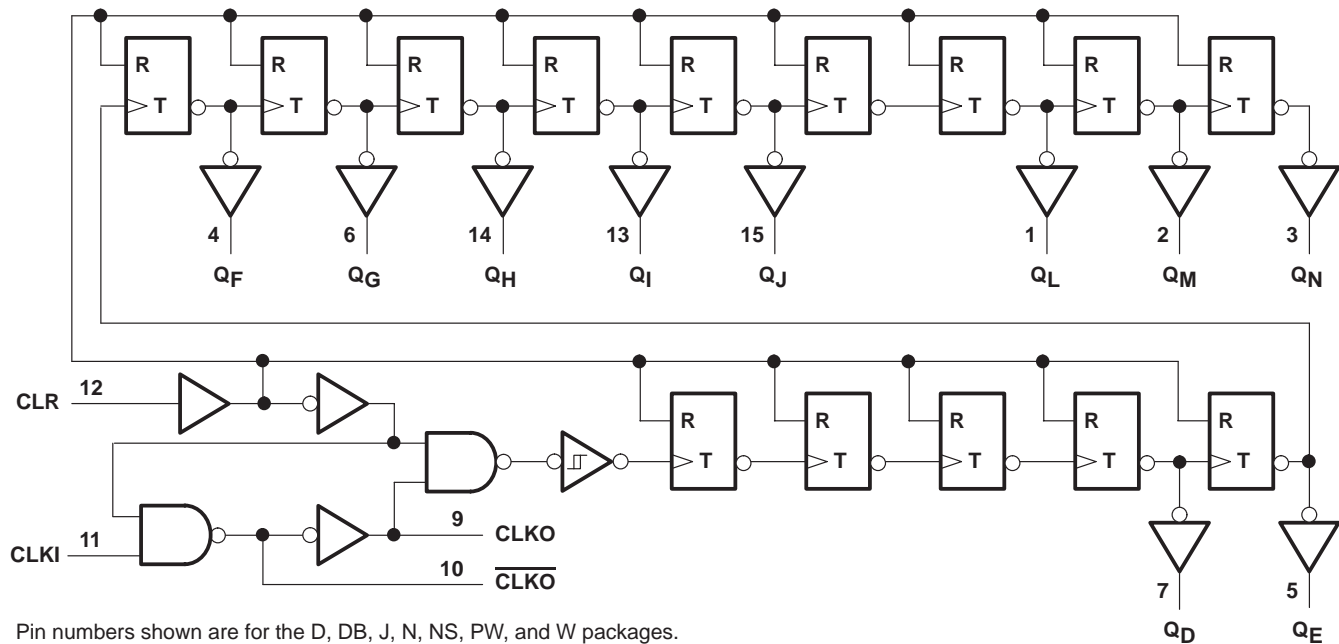 R R R R R R R R R
T T T T T T T T T
4 6 14 13 15 1 2 3
QF QG QH QI QJ QL QM QN
CLR 12
R R R R R
T T T T T
CLKI 11
9 CLKO
10 CLKO
7 5
QD QE
Pin numbers shown are for the D, DB, J, N, NS, PW, and W packages.